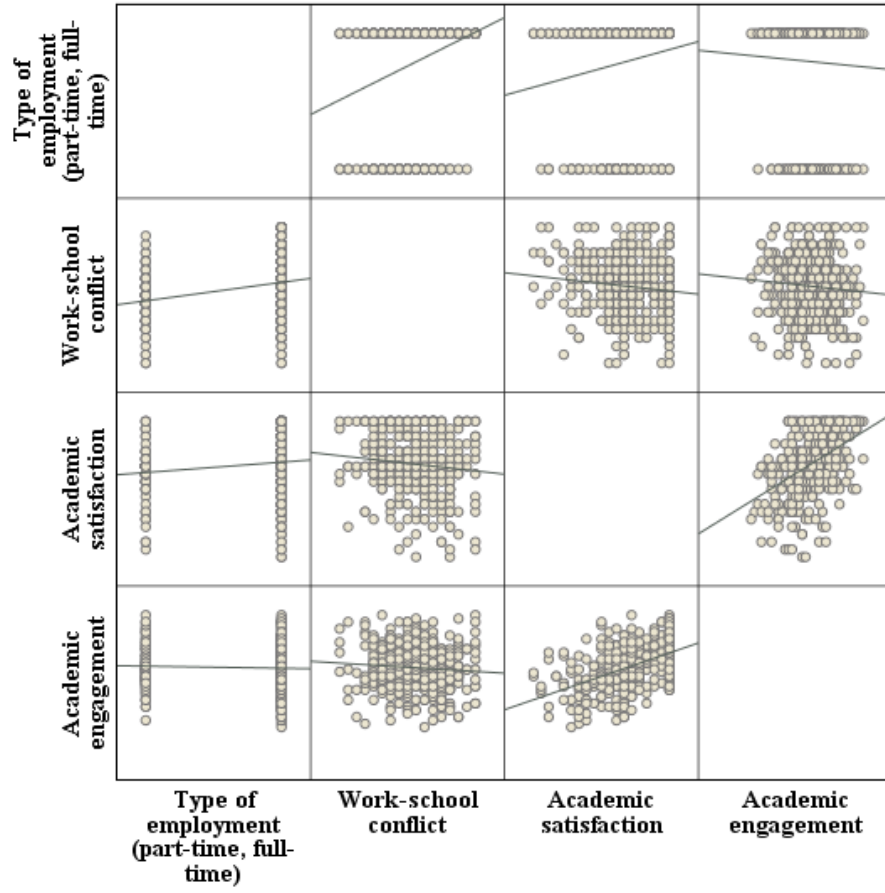 Type of
employment
(part-time, full-
time)
Work-school
conflict
Academic
satisfaction
Academic
engagement
Type of
employment
(part-time, full-
time)
Work-school
conflict
Academic
satisfaction
Academic
engagement